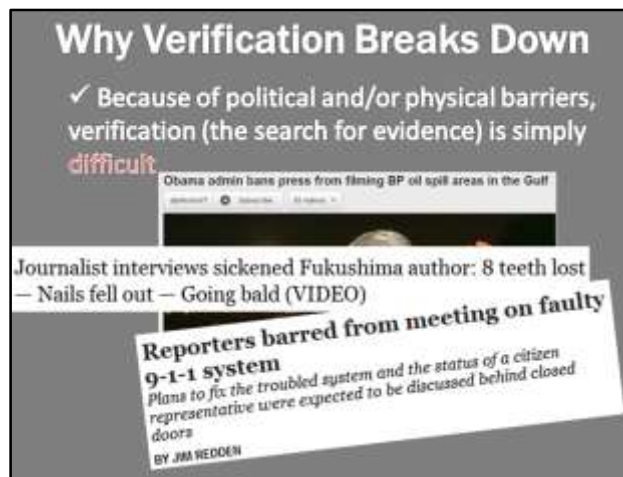 Why Verification Breaks Down
✓ Because of political and/or physical barriers,
verification (the search for evidence) is simply
difficult
Obama admin bans press from filming BP oil spill areas in the Gulf
Journalist interviews sickened Fukushima author: 8 teeth lost
— Nails fell out — Going bald (VIDEO)
Reporters barred from meeting on faulty
9-1-1 system
Plans to fix the troubled system and the status of a citizen
representative were expected to be discussed behind closed
doors
BY JIM REDDEN